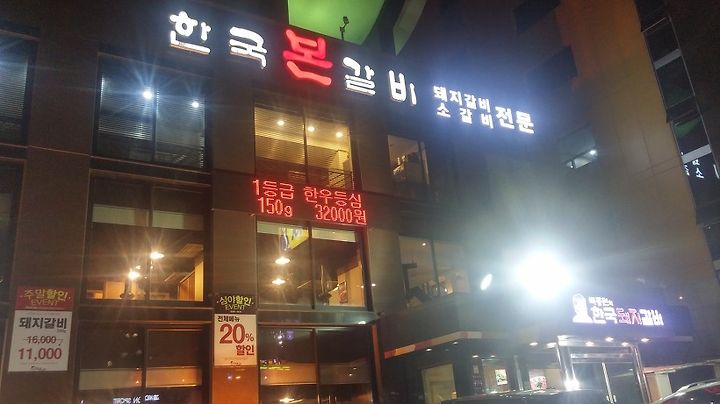 한국본갈비
돼지갈비
소갈비
전문
1등급 한우등심
150g 32000원
주말할인
EVENT
돼지갈비
16,000
11,000
심야할인
EVENT
전체메뉴
20%
할인
한국돼지갈비